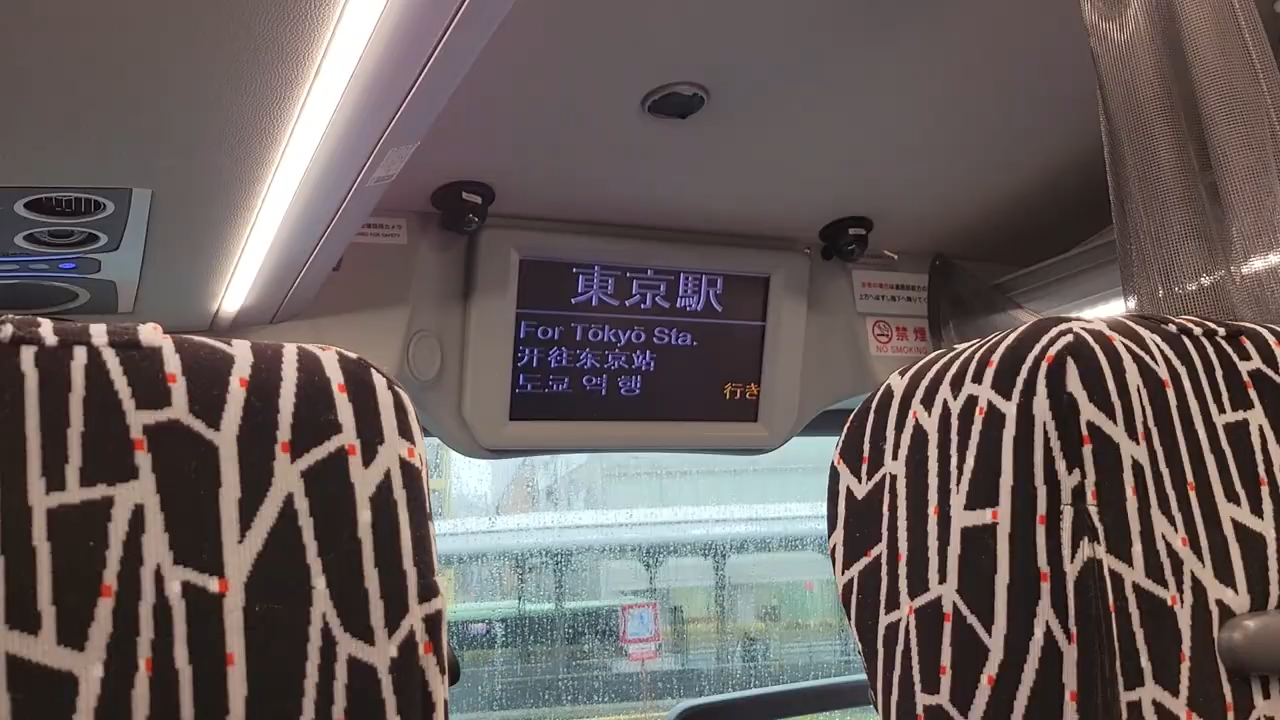 東京駅
For Tōkyō Sta.
开往东京站
도쿄 역 행
行き
禁煙
NO SMOKING